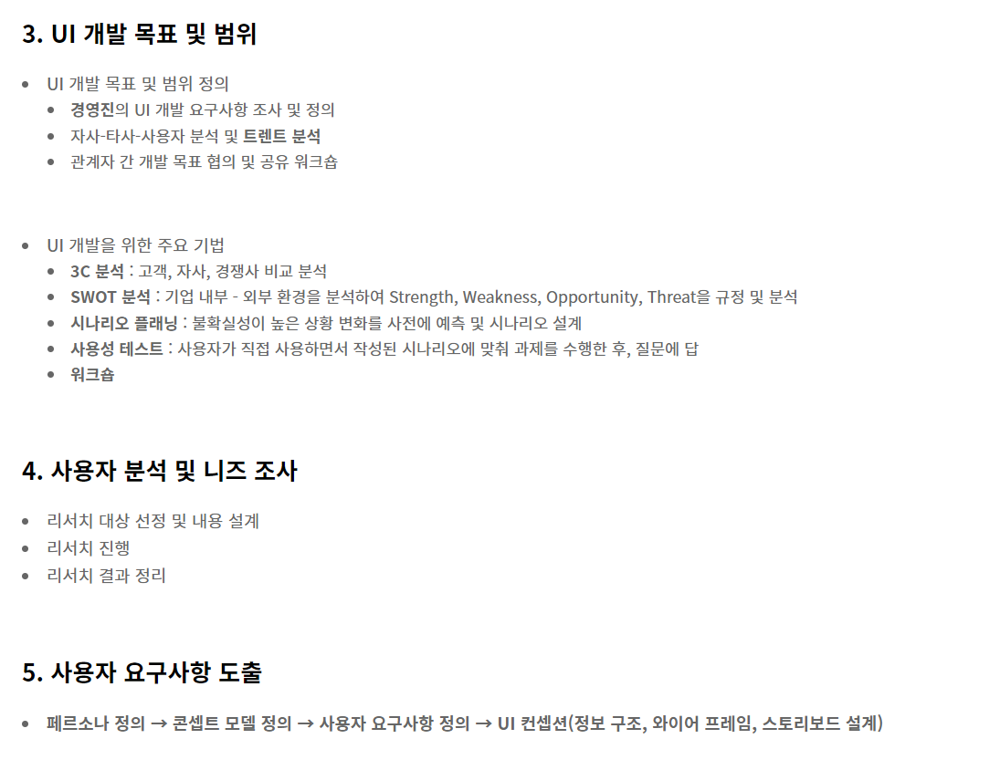 3. UI 개발 목표 및 범위
UI 개발 목표 및 범위 정의
경영진의 UI 개발 요구사항 조사 및 정의
자사-타사-사용자 분석 및 트렌트 분석
관계자 간 개발 목표 협의 및 공유 워크숍
UI 개발을 위한 주요 기법
3C 분석 : 고객, 자사, 경쟁사 비교 분석
SWOT 분석 : 기업 내부 - 외부 환경을 분석하여 Strength, Weakness, Opportunity, Threat을 규정 및 분석
시나리오 플래닝 : 불확실성이 높은 상황 변화를 사전에 예측 및 시나리오 설계
사용성 테스트 : 사용자가 직접 사용하면서 작성된 시나리오에 맞춰 과제를 수행한 후, 질문에 답
워크숍
4. 사용자 분석 및 니즈 조사
리서치 대상 선정 및 내용 설계
리서치 진행
리서치 결과 정리
5. 사용자 요구사항 도출
페르소나 정의 → 콘셉트 모델 정의 → 사용자 요구사항 정의 → UI 컨셉션(정보 구조, 와이어 프레임, 스토리보드 설계)